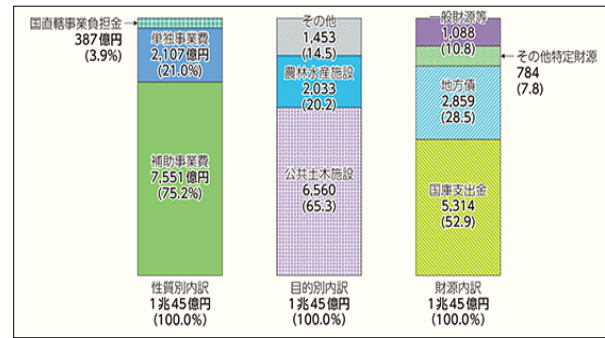 国直轄事業負担金
387億円
(3.9%)
単独事業費
2,107億円
(21.0%)
補助事業費
7,551億円
(75.2%)
性質別内訳
1兆45億円
(100.0%)
その他
1,453
(14.5)
農林水産施設
2,033
(20.2)
公共土木施設
6,560
(65.3)
目的別内訳
1兆45億円
(100.0%)
一般財源等
1,088
(10.8)
その他特定財源
784
(7.8)
地方債
2,859
(28.5)
国庫支出金
5,314
(52.9)
財源内訳
1兆45億円
(100.0%)